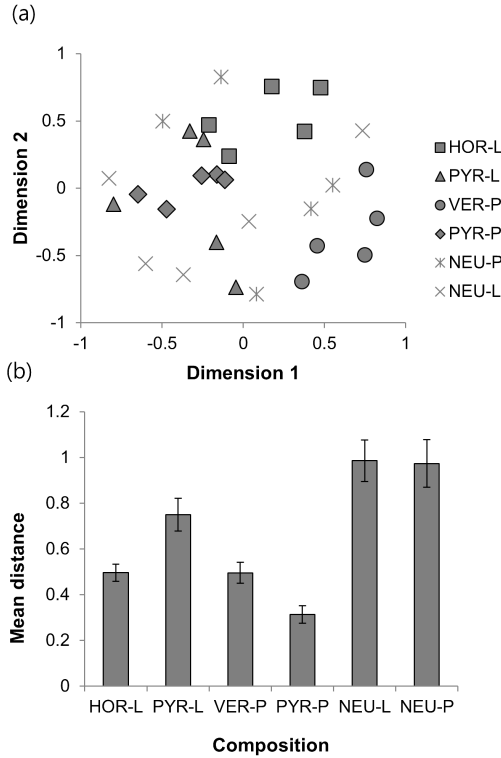 (a)
1
0.5
0
-0.5
-1
Dimension 2
-1 -0.5 0 0.5 1
Dimension 1
HOR-L
PYR-L
VER-P
PYR-P
NEU-P
NEU-L
(b)
1.2
1
0.8
0.6
0.4
0.2
0
Mean distance
HOR-L PYR-L VER-P PYR-P NEU-L NEU-P
Composition